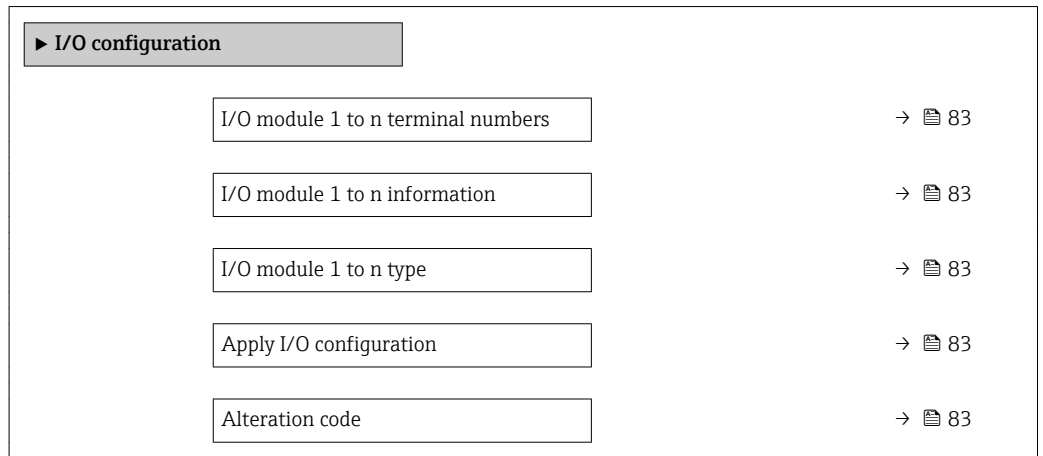 ▶ I/O configuration
I/O module 1 to n terminal numbers → 83
I/O module 1 to n information → 83
I/O module 1 to n type → 83
Apply I/O configuration → 83
Alteration code → 83